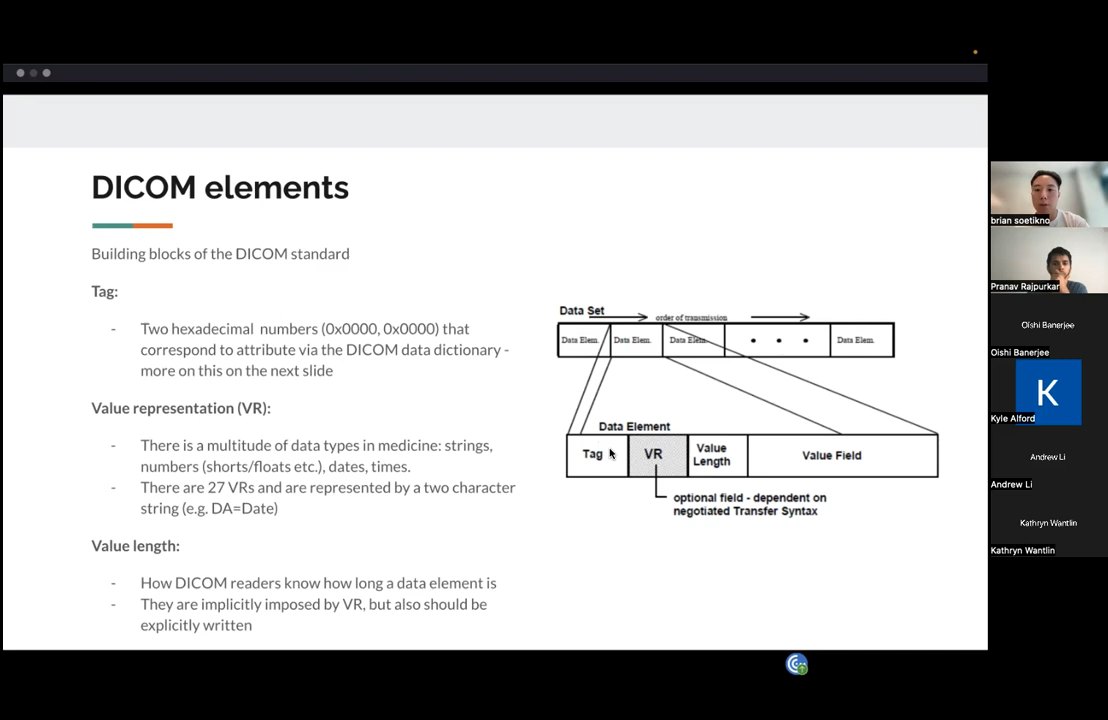 DICOM elements
Building blocks of the DICOM standard
Tag:
- Two hexadecimal numbers (0x0000, 0x0000) that
correspond to attribute via the DICOM data dictionary -
more on this on the next slide
Value representation (VR):
- There is a multitude of data types in medicine: strings,
numbers (shorts/floats etc.), dates, times.
- There are 27 VRs and are represented by a two character
string (e.g. DA=Date)
Value length:
- How DICOM readers know how long a data element is
- They are implicitly imposed by VR, but also should be
explicitly written
Data Set
order of transmission
Data Elem.
Data Elem.
Data Elem.
Data Elem.
Data Element
Tag
VR
Value
Length
Value Field
optional field - dependent on
negotiated Transfer Syntax
brian soetikno
Pranav Rajpurkar
Oishi Banerjee
Oishi Banerjee
K
Kyle Alford
Andrew Li
Andrew Li
Kathryn Wantlin
Kathryn Wantlin